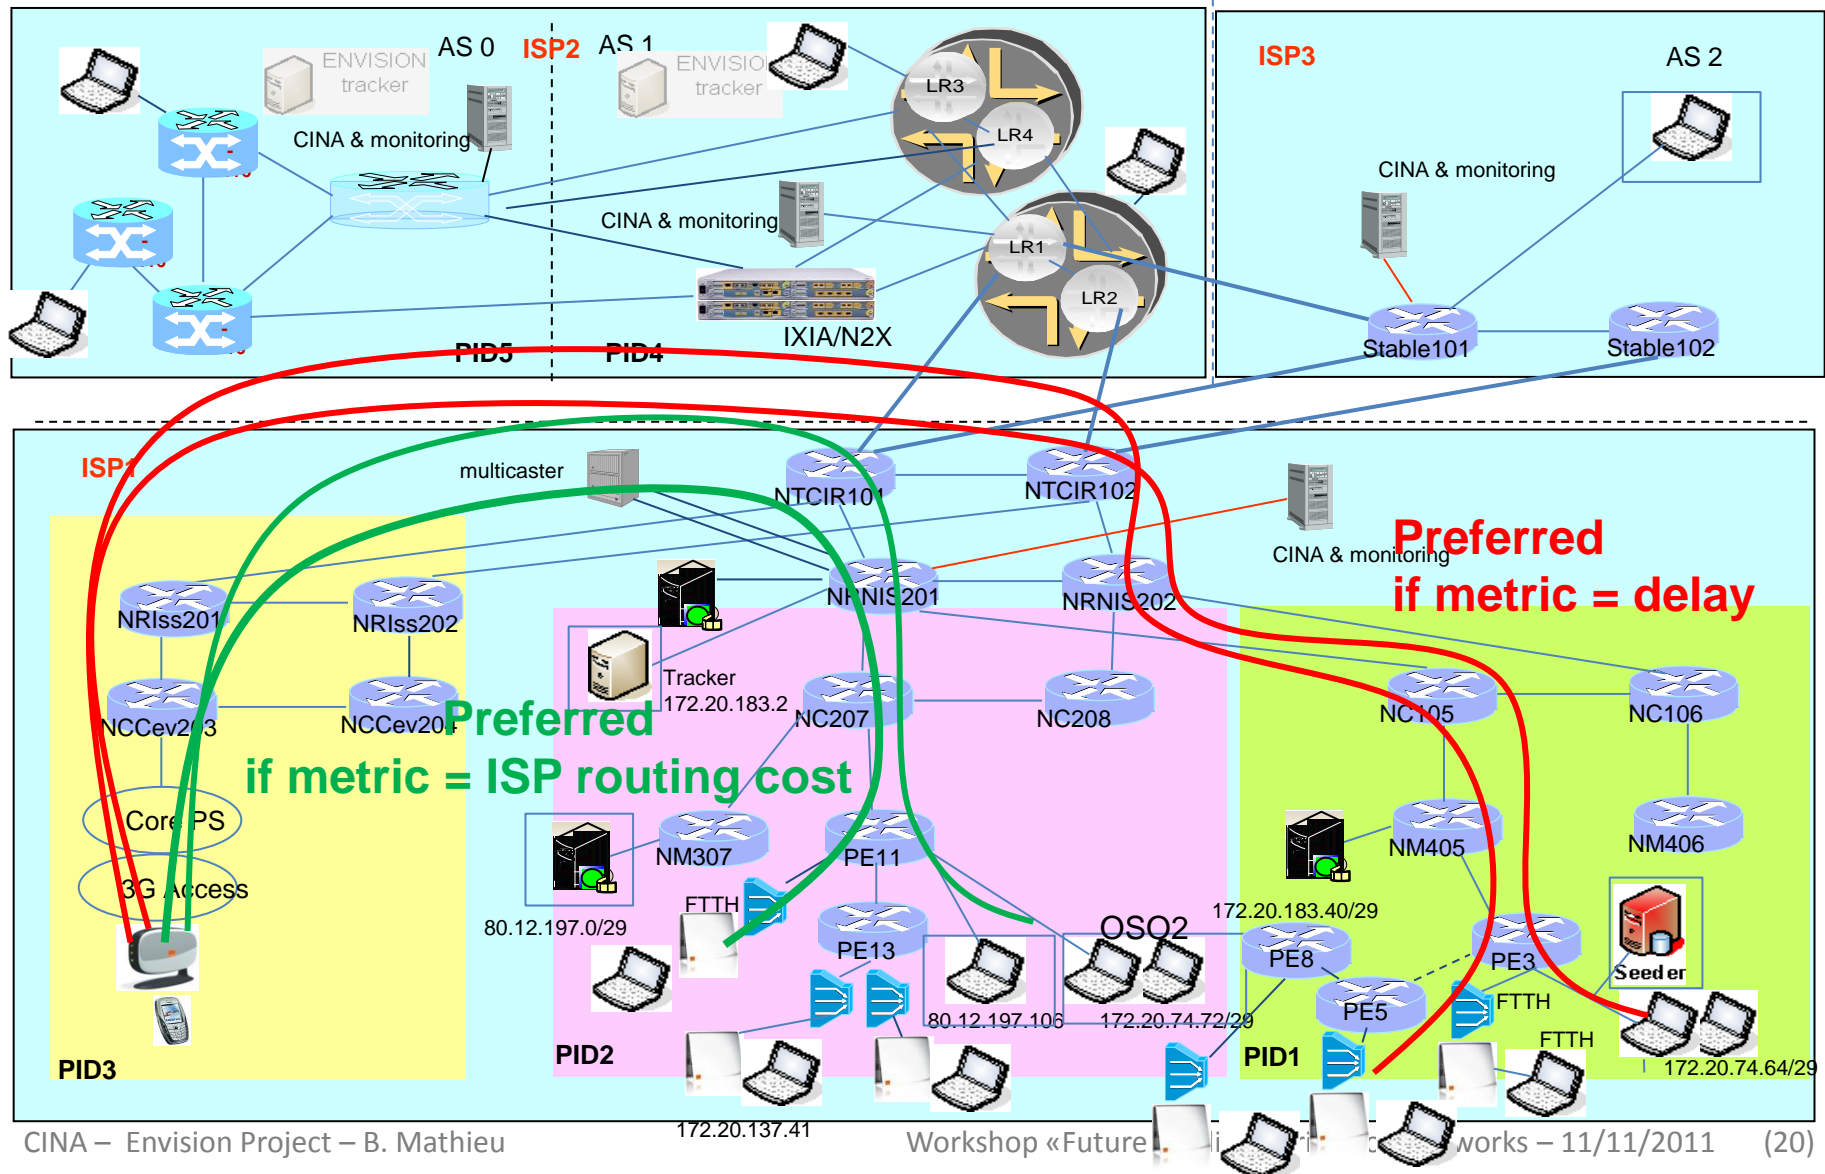 AS 0
ISP2
AS 1
ISP3
AS 2
ENVISION
tracker
ENVISIO
tracker
LR3
LR4
CINA & monitoring
CINA & monitoring
CINA & monitoring
LR1
LR2
IXIA/N2X
PID5
PID4
Stable101
Stable102
ISP1
multicaster
NTCIR101
NTCIR102
CINA & monitoring
Preferred
if metric = delay
NRIss201
NRIss202
NRNIS201
NRNIS202
Tracker
172.20.183.2
NCCev203
NCCev204
NC207
NC208
NC105
NC106
Preferred
if metric = ISP routing cost
Core PS
3G Access
NM307
PE11
NM405
NM406
80.12.197.0/29
FTTH
172.20.183.40/29
OSO2
PE13
PE8
PE3
Seeder
PE5
FTTH
FTTH
80.12.197.106
172.20.74.72/29
172.20.74.64/29
PID3
PID2
PID1
172.20.137.41
CINA – Envision Project – B. Mathieu
Workshop «Future
works – 11/11/2011
(20)